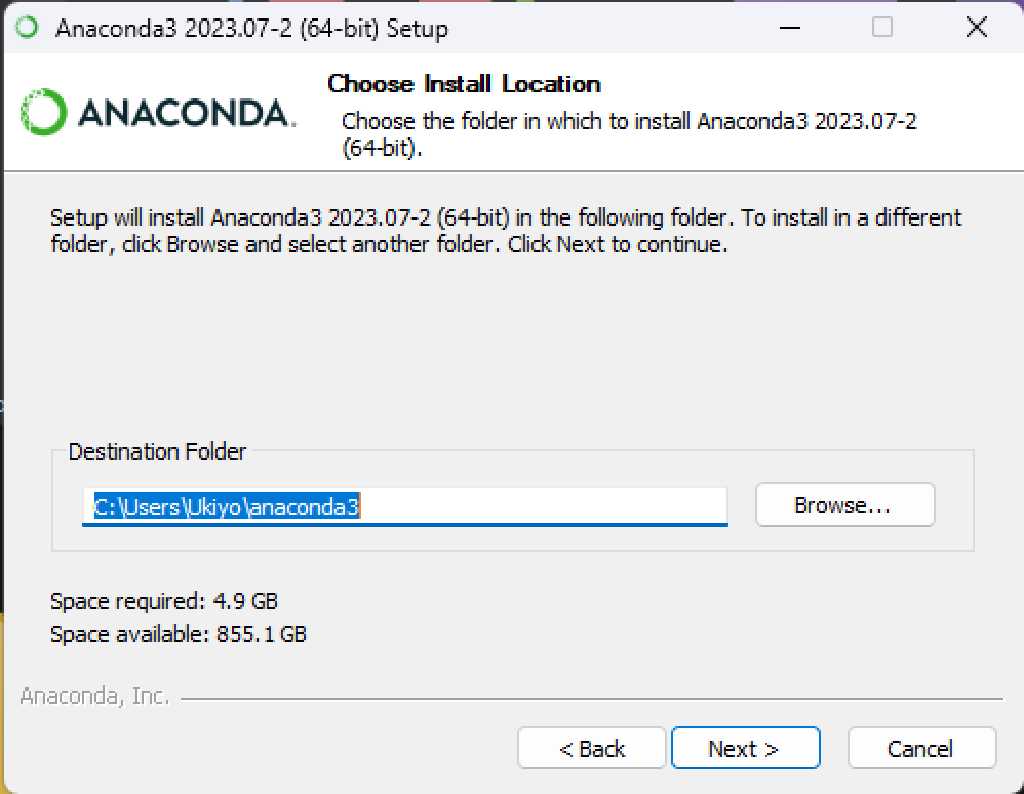 Anaconda3 2023.07-2 (64-bit) Setup
ANACONDA.
Choose Install Location
Choose the folder in which to install Anaconda3 2023.07-2
(64-bit).
Setup will install Anaconda3 2023.07-2 (64-bit) in the following folder. To install in a different
folder, click Browse and select another folder. Click Next to continue.
Destination Folder
C:\Users\Ukiyo\anaconda3
Browse...
Space required: 4.9 GB
Space available: 855.1 GB
Anaconda, Inc.
< Back
Next >
Cancel